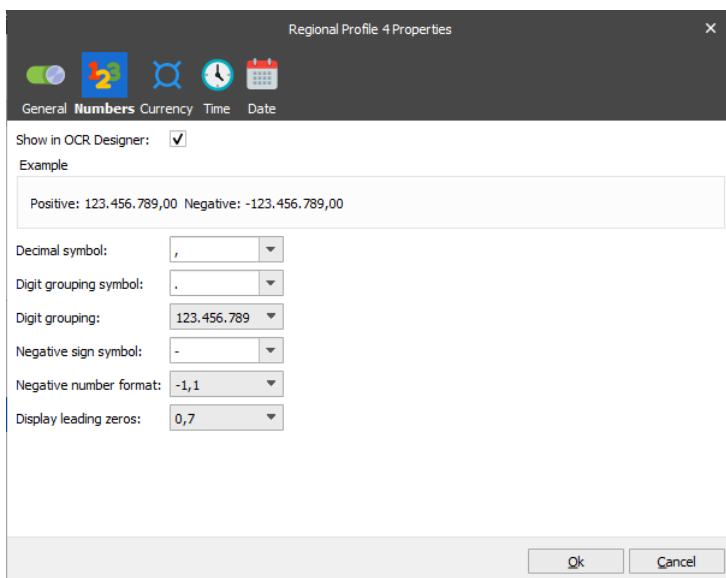 Regional Profile 4 Properties
General Numbers Currency Time Date
Show in OCR Designer:
Example
Positive: 123.456.789,00 Negative: -123.456.789,00
Decimal symbol: ,
Digit grouping symbol: .
Digit grouping: 123.456.789
Negative sign symbol: -
Negative number format: -1,1
Display leading zeros: 0,7
Ok Cancel